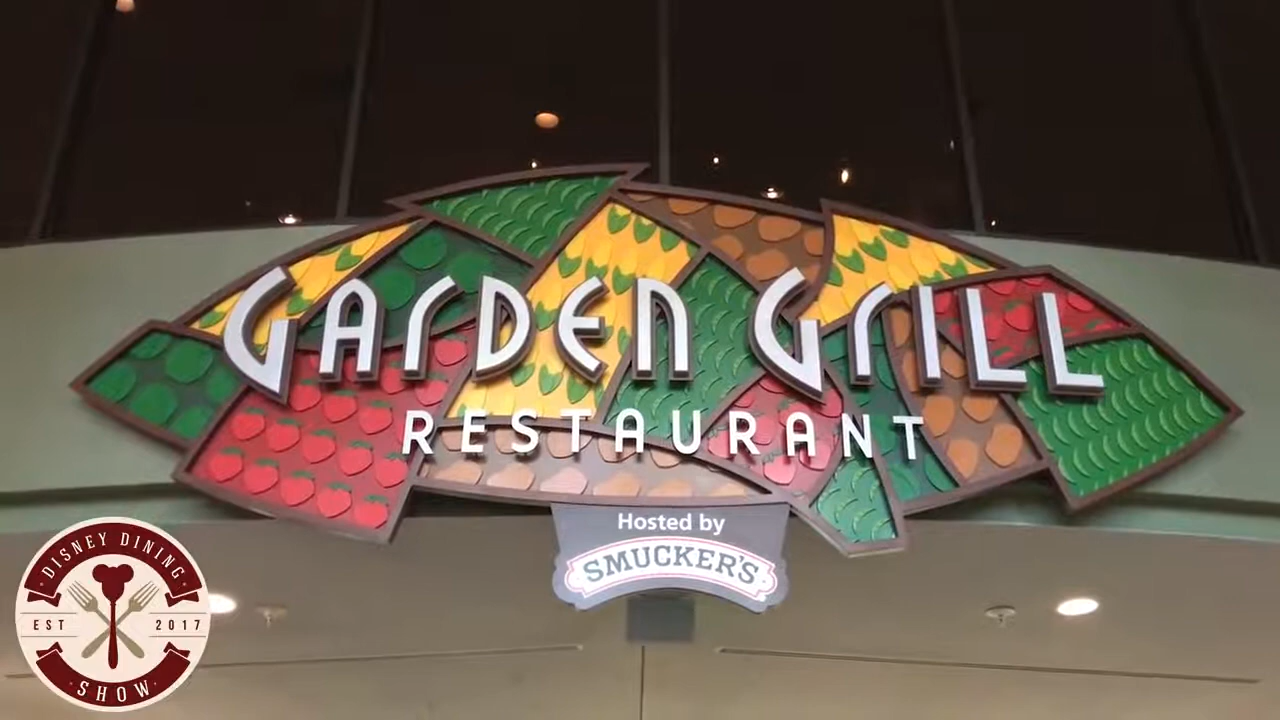 GARDEN GRILL
RESTAURANT
Hosted by
SMUCKER'S
DISNEY DINING
EST 2017
SHOW